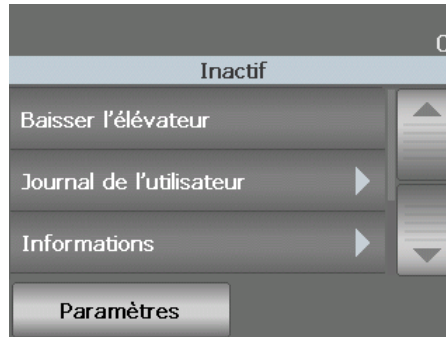 Inactif
Baisser l'élévateur
Journal de l'utilisateur
Informations
Paramètres